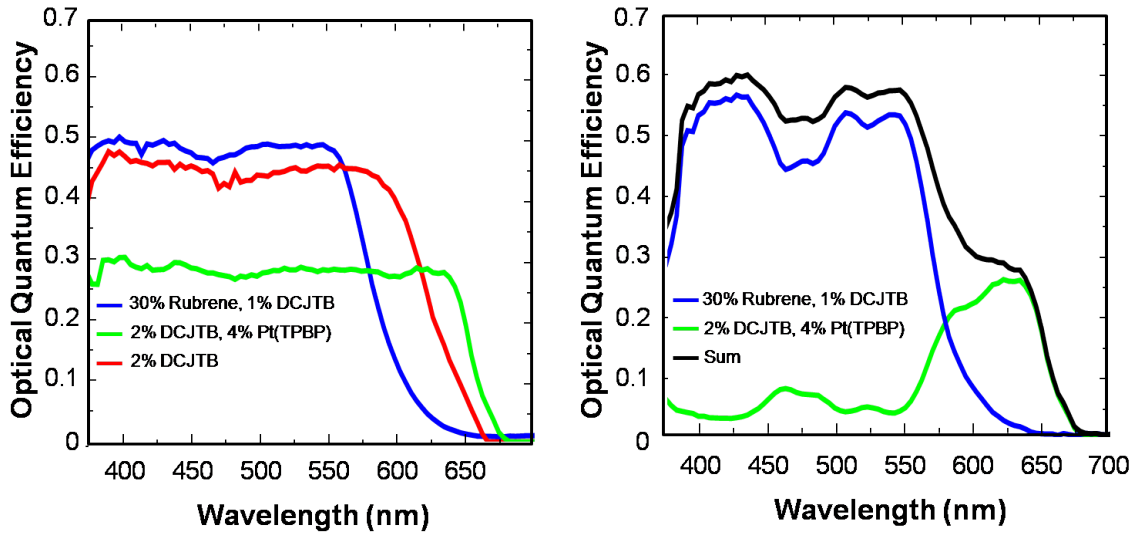 Optical Quantum Efficiency
0.7
0.6
0.5
0.4
0.3
0.2
0.1
0
30% Rubrene, 1% DCJTB
2% DCJTB, 4% Pt(TPBP)
2% DCJTB
400 450 500 550 600 650
Wavelength (nm)
Optical Quantum Efficiency
0.7
0.6
0.5
0.4
0.3
0.2
0.1
0
30% Rubrene, 1% DCJTB
2% DCJTB, 4% Pt(TPBP)
Sum
400 450 500 550 600 650 700
Wavelength (nm)